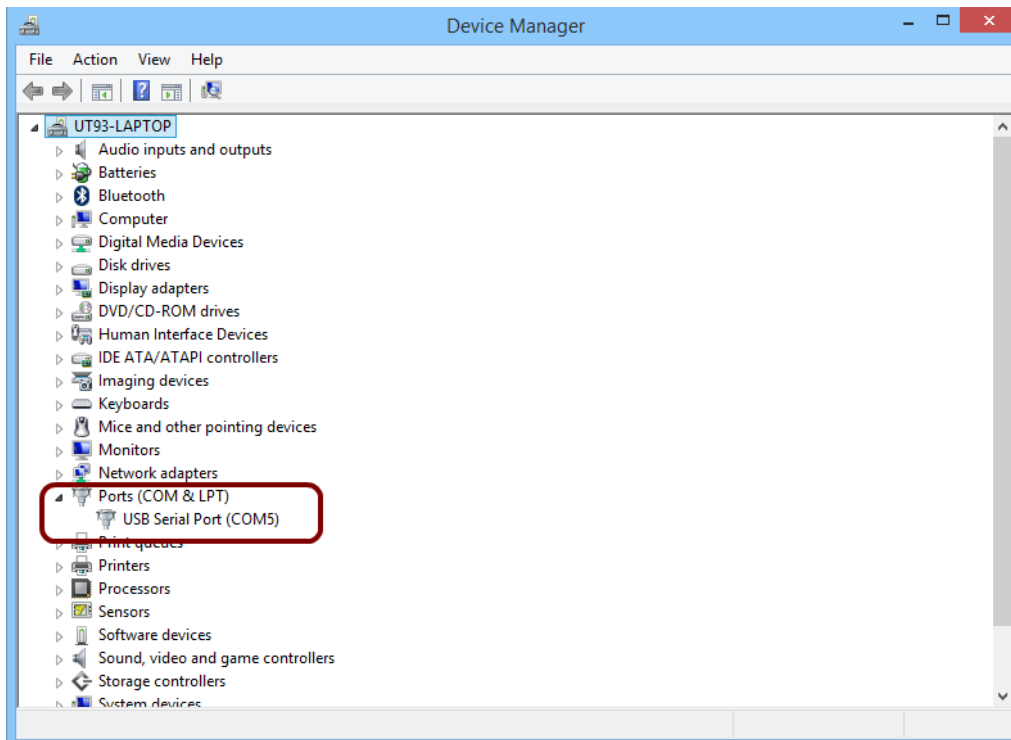 Device Manager
File Action View Help
UT93-LAPTOP
Audio inputs and outputs
Batteries
Bluetooth
Computer
Digital Media Devices
Disk drives
Display adapters
DVD/CD-ROM drives
Human Interface Devices
IDE ATA/ATAPI controllers
Imaging devices
Keyboards
Mice and other pointing devices
Monitors
Network adapters
Ports (COM & LPT)
USB Serial Port (COM5)
Print queues
Printers
Processors
Sensors
Software devices
Sound, video and game controllers
Storage controllers
System devices